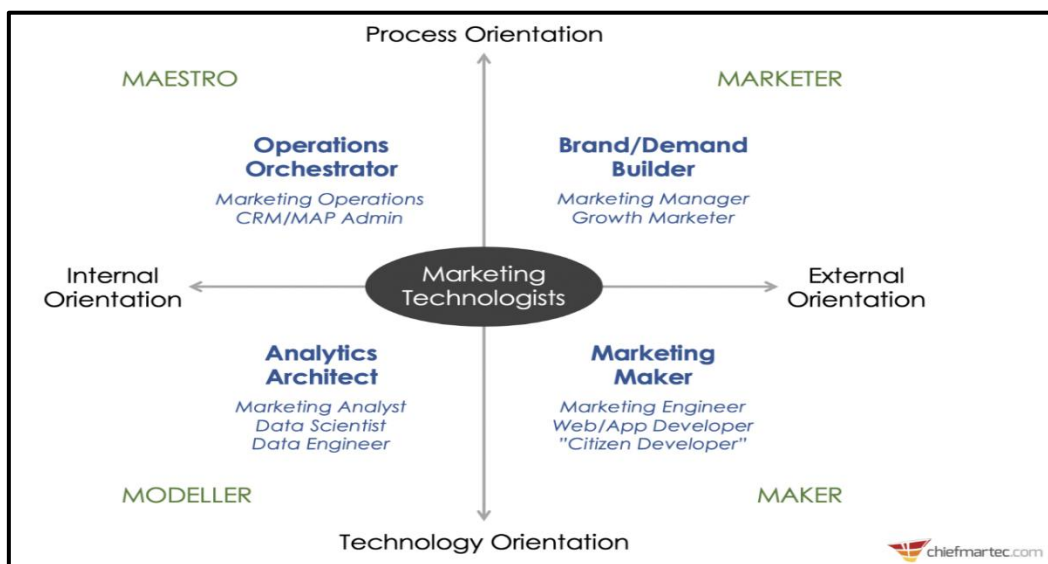 Process Orientation
MAESTRO
MARKETER
Operations
Orchestrator
Marketing Operations
CRM/MAP Admin
Brand/Demand
Builder
Marketing Manager
Growth Marketer
Internal
Orientation
Marketing
Technologists
External
Orientation
Analytics
Architect
Marketing Analyst
Data Scientist
Data Engineer
Marketing
Maker
Marketing Engineer
Web/App Developer
”Citizen Developer”
MODELLER
MAKER
Technology Orientation
chiefmartec.com